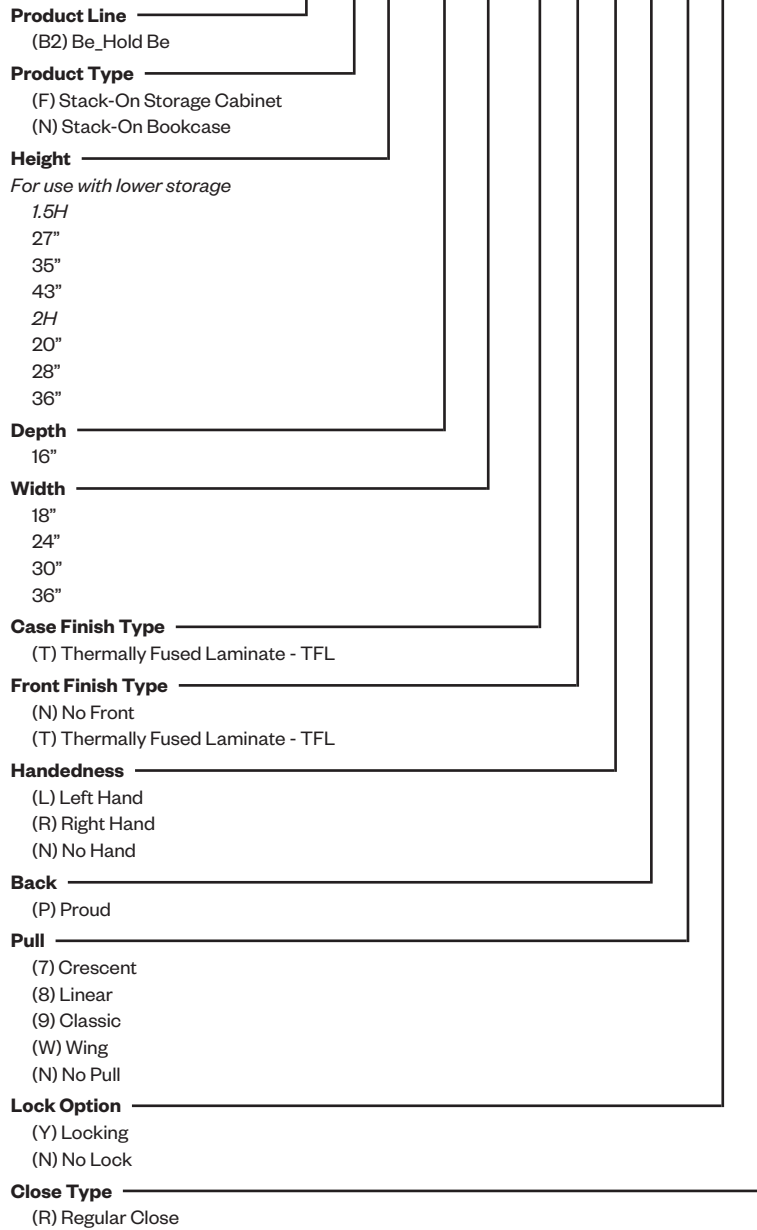 Product Line
(B2) Be_Hold Be
Product Type
(F) Stack-On Storage Cabinet
(N) Stack-On Bookcase
Height
For use with lower storage
1.5H
27”
35”
43”
2H
20”
28”
36”
Depth
16”
Width
18”
24”
30”
36”
Case Finish Type
(T) Thermally Fused Laminate - TFL
Front Finish Type
(N) No Front
(T) Thermally Fused Laminate - TFL
Handedness
(L) Left Hand
(R) Right Hand
(N) No Hand
Back
(P) Proud
Pull
(7) Crescent
(8) Linear
(9) Classic
(W) Wing
(N) No Pull
Lock Option
(Y) Locking
(N) No Lock
Close Type
(R) Regular Close